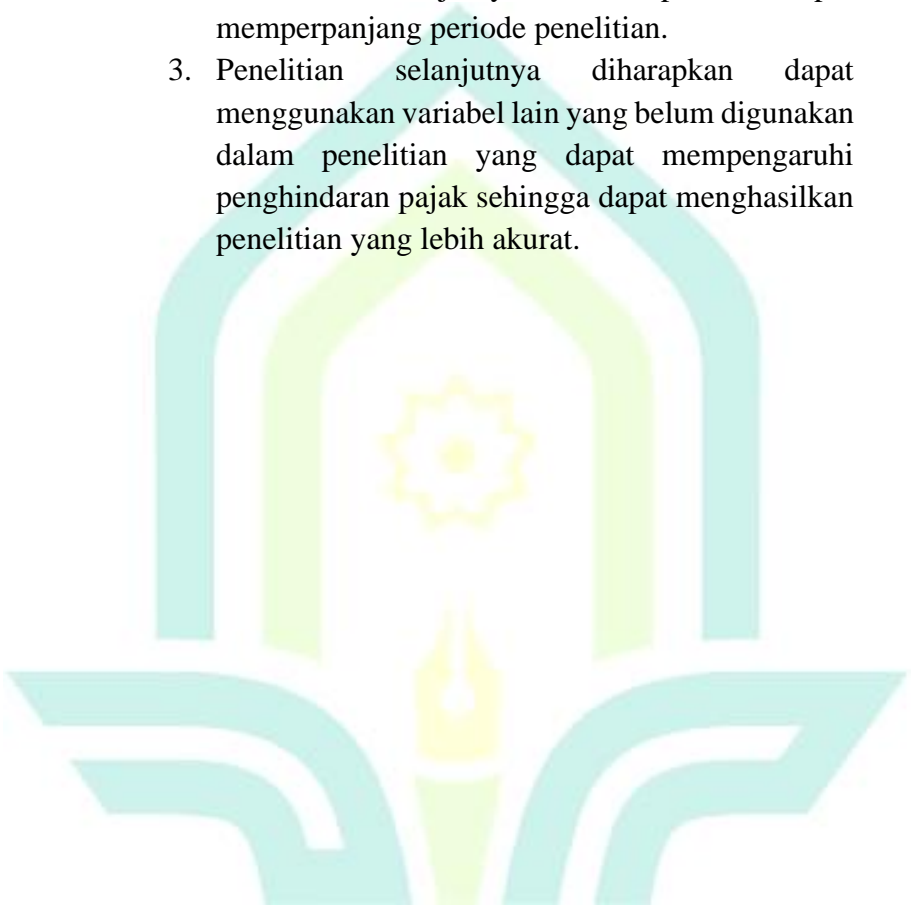 memperpanjang periode penelitian.
3. Penelitian selanjutnya diharapkan dapat
menggunakan variabel lain yang belum digunakan
dalam penelitian yang dapat mempengaruhi
penghindaran pajak sehingga dapat menghasilkan
penelitian yang lebih akurat.